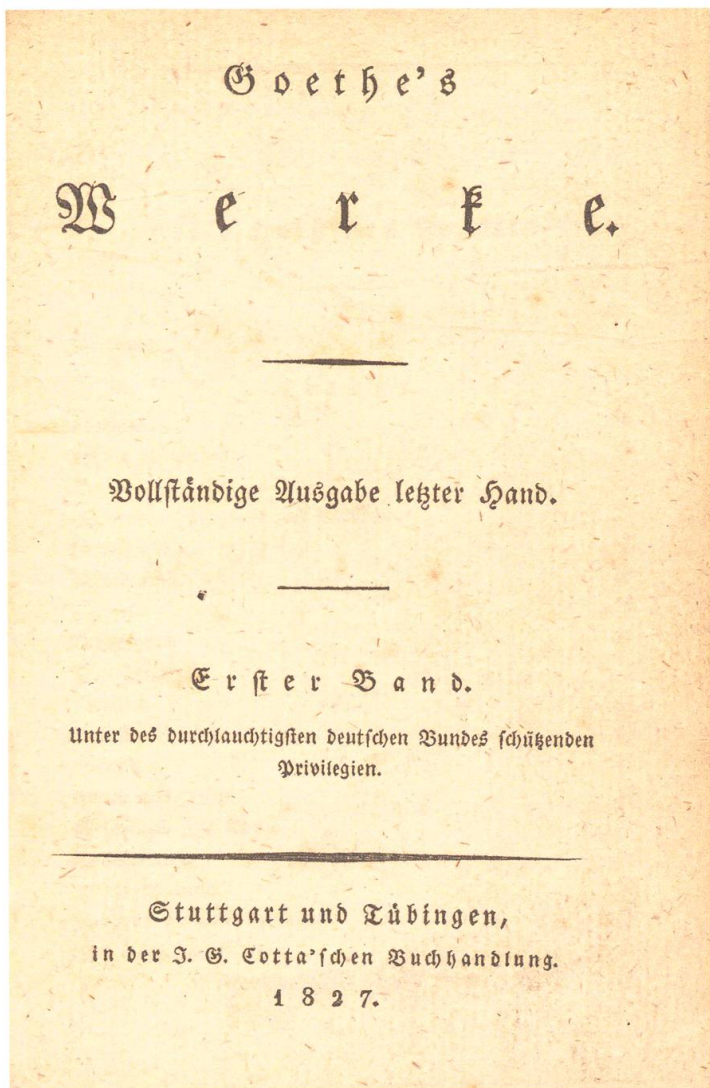 Goethe's
Werke.
Vollständige Ausgabe letzter Hand.
Erster Band.
Unter des durchlauchtigsten deutschen Bundes schützenden
Privilegien.
Stuttgart und Tübingen,
in der J. G. Cotta'schen Buchhandlung.
1827.